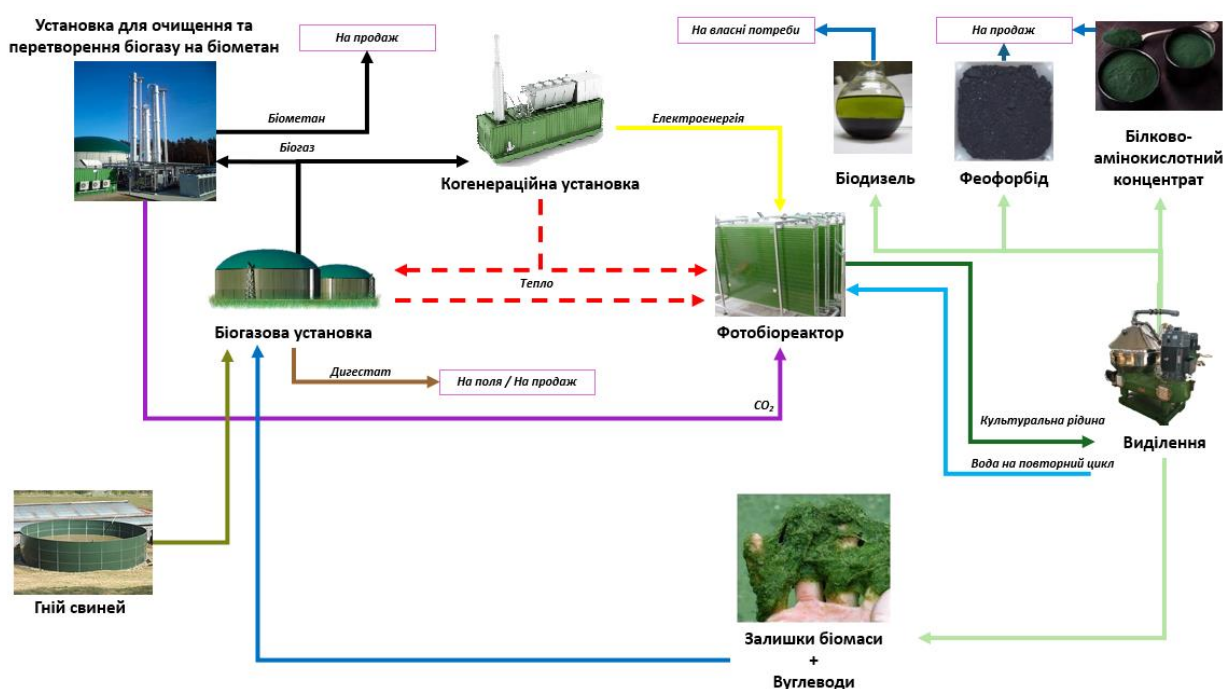 Установка для очищення та
перетворення біогазу на біометан
На продаж
На власні потреби
На продаж
Біометан
Біогаз
Електроенергія
Когенераційна установка
Біодизель
Феофорбід
Білково-
амінокислотний
концентрат
Тепло
Біогазова установка
Фотобіореактор
Дигестат
На поля / На продаж
CO₂
Культуральна рідина
Виділення
Вода на повторний цикл
Гній свиней
Залишки біомаси
+
Вуглеводи